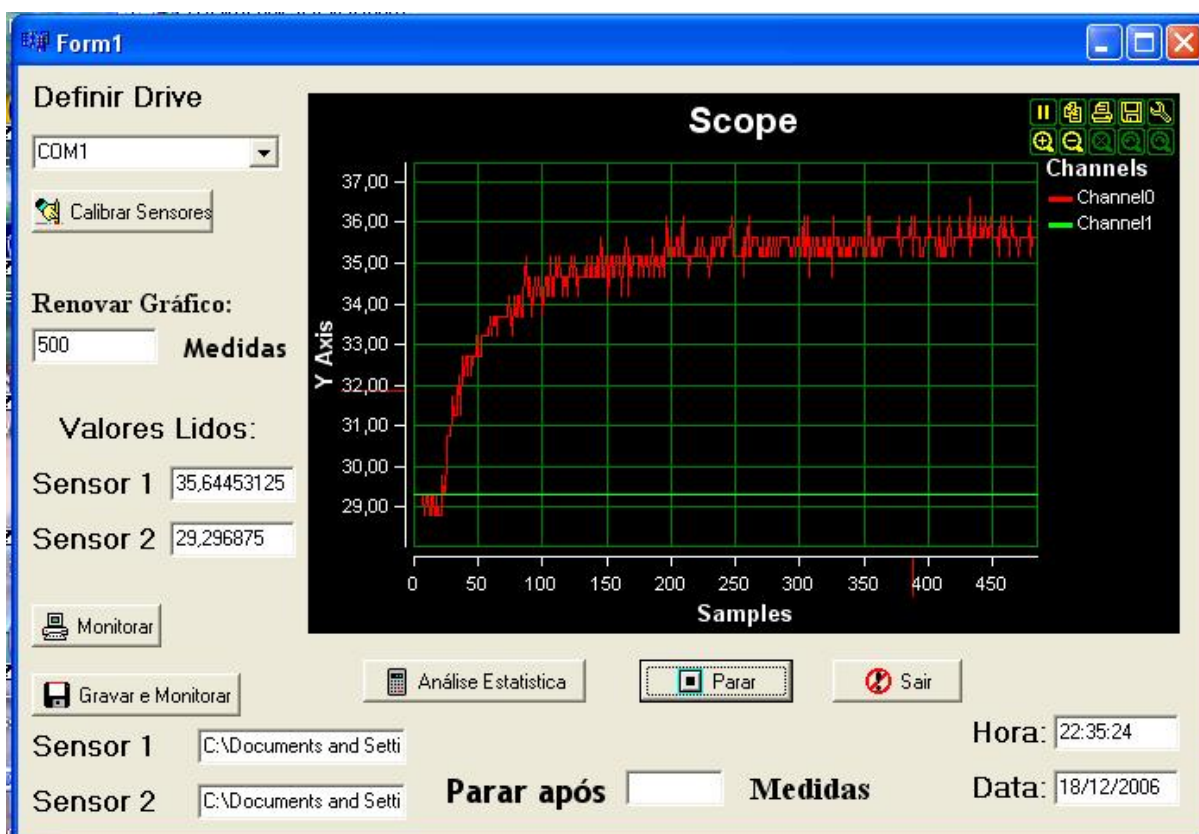 Form1
Definir Drive
COM1
Calibrar Sensores
Renovar Gráfico:
500 Medidas
Valores Lidos:
Sensor 1 35,64453125
Sensor 2 29,296875
Monitorar
Gravar e Monitorar
Sensor 1 C:\Documents and Setti
Sensor 2 C:\Documents and Setti
Scope
Channels
Channel0
Channel1
Y Axis
37,00
36,00
35,00
34,00
33,00
32,00
31,00
30,00
29,00
0 50 100 150 200 250 300 350 400 450
Samples
Análise Estatistica
Parar
Sair
Parar após Medidas
Hora: 22:35:24
Data: 18/12/2006